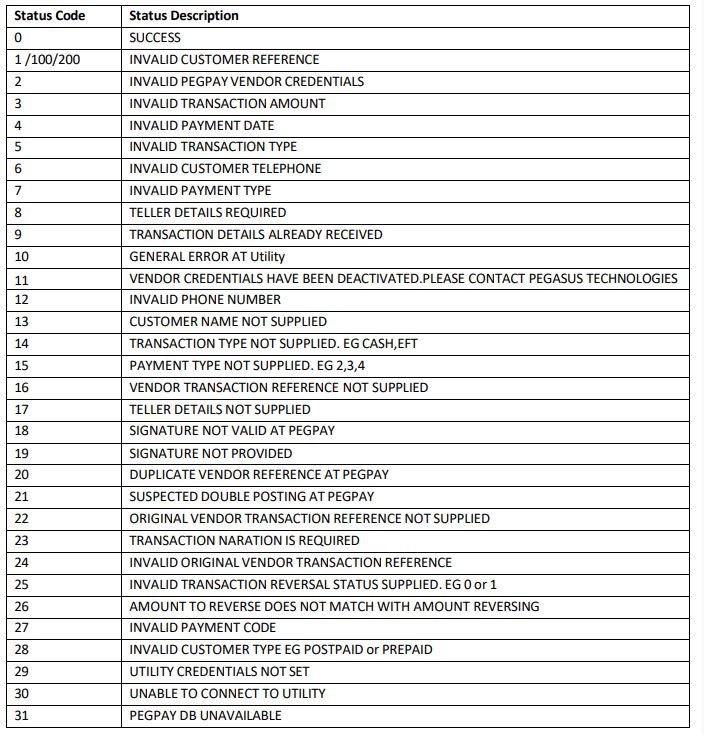 Status Code Status Description
0 SUCCESS
1 /100/200 INVALID CUSTOMER REFERENCE
2 INVALID PEGPAY VENDOR CREDENTIALS
3 INVALID TRANSACTION AMOUNT
4 INVALID PAYMENT DATE
5 INVALID TRANSACTION TYPE
6 INVALID CUSTOMER TELEPHONE
7 INVALID PAYMENT TYPE
8 TELLER DETAILS REQUIRED
9 TRANSACTION DETAILS ALREADY RECEIVED
10 GENERAL ERROR AT Utility
11 VENDOR CREDENTIALS HAVE BEEN DEACTIVATED.PLEASE CONTACT PEGASUS TECHNOLOGIES
12 INVALID PHONE NUMBER
13 CUSTOMER NAME NOT SUPPLIED
14 TRANSACTION TYPE NOT SUPPLIED. EG CASH,EFT
15 PAYMENT TYPE NOT SUPPLIED. EG 2,3,4
16 VENDOR TRANSACTION REFERENCE NOT SUPPLIED
17 TELLER DETAILS NOT SUPPLIED
18 SIGNATURE NOT VALID AT PEGPAY
19 SIGNATURE NOT PROVIDED
20 DUPLICATE VENDOR REFERENCE AT PEGPAY
21 SUSPECTED DOUBLE POSTING AT PEGPAY
22 ORIGINAL VENDOR TRANSACTION REFERENCE NOT SUPPLIED
23 TRANSACTION NARATION IS REQUIRED
24 INVALID ORIGINAL VENDOR TRANSACTION REFERENCE
25 INVALID TRANSACTION REVERSAL STATUS SUPPLIED. EG 0 or 1
26 AMOUNT TO REVERSE DOES NOT MATCH WITH AMOUNT REVERSING
27 INVALID PAYMENT CODE
28 INVALID CUSTOMER TYPE EG POSTPAID or PREPAID
29 UTILITY CREDENTIALS NOT SET
30 UNABLE TO CONNECT TO UTILITY
31 PEGPAY DB UNAVAILABLE